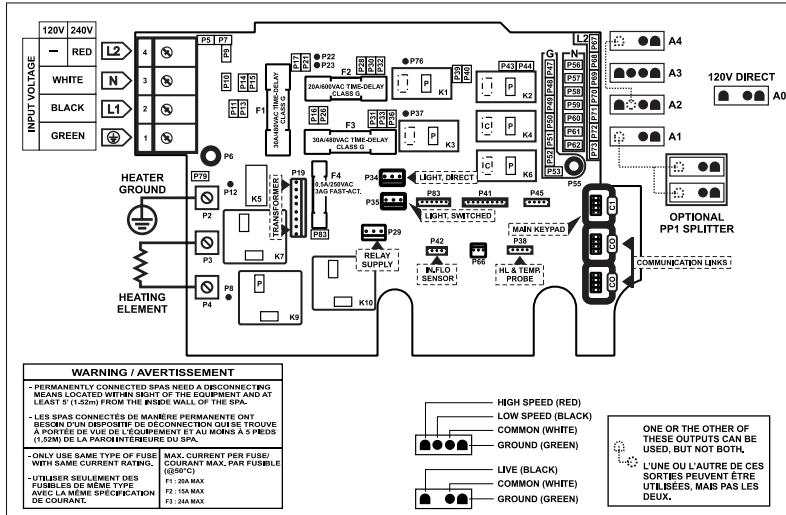 120V 240V
INPUT VOLTAGE
— RED L2 4
WHITE N 3
BLACK L1 2
GREEN 1
P5 P7
P9
P10
P14
P15
P11
P13
P6
F1
30A/480VAC TIME-DELAY
CLASS G
P17
P21
P22
P23
F2
20A/600VAC TIME-DELAY
CLASS G
P28
P30
P32
P16
P26
F3
30A/480VAC TIME-DELAY
CLASS G
P31
P33
P36
P76
P K1
P39
P40
P37
P K3
P43 P44
P K2
C P K4
C P K6
G N
L2
P47
P48
P49
P50
P51
P52
P53
P56
P57
P58
P59
P60
P61
P62
P67
P68
P69
P70
P71
P72
P73
P55
A4
A3
A2
A1
120V DIRECT
A0
OPTIONAL
PP1 SPLITTER
HEATER
GROUND
P79
P12
P2
K5
P19
TRANSFORMER
F4
0,5A/250VAC
3AG FAST-ACT.
P83
P34
LIGHT, DIRECT
P35
LIGHT, SWITCHED
P83
P41
P45
P29
RELAY
SUPPLY
P42
IN.FLO
SENSOR
P66
P38
HL & TEMP.
PROBE
MAIN KEYPAD
C1
CO
CO
COMMUNICATION LINKS
P3
K7
HEATING
ELEMENT
P4
P8
P
K9
K10
WARNING / AVERTISSEMENT
- PERMANENTLY CONNECTED SPAS NEED A DISCONNECTING
MEANS LOCATED WITHIN SIGHT OF THE EQUIPMENT AND AT
LEAST 5' (1-52m) FROM THE INSIDE WALL OF THE SPA-
- LES SPAS CONNECTÉS DE MANIÈRE PERMANENTE ONT
BESOIN D'UN DISPOSITIF DE DÉCONNECTION QUI SE TROUVE
À PORTÉE DE VUE DE L'ÉQUIPEMENT ET AU MOINS À 5 PIEDS
(1,52M) DE LA PAROI INTÉRIEURE DU SPA.
- ONLY USE SAME TYPE OF FUSE
WITH SAME CURRENT RATING.
- UTILISER SEULEMENT DES
FUSIBLES DE MÊME TYPE
AVEC LA MÊME SPÉCIFICATION
DE COURANT.
MAX. CURRENT PER FUSE/
COURANT MAX. PAR FUSIBLE
(@50°C)
F1 : 20A MAX
F2 : 15A MAX
F3 : 24A MAX
HIGH SPEED (RED)
LOW SPEED (BLACK)
COMMON (WHITE)
GROUND (GREEN)
LIVE (BLACK)
COMMON (WHITE)
GROUND (GREEN)
ONE OR THE OTHER OF
THESE OUTPUTS CAN BE
USED, BUT NOT BOTH.
L'UNE OU L'AUTRE DE CES
SORTIES PEUVENT ÊTRE
UTILISÉES, MAIS PAS LES
DEUX.